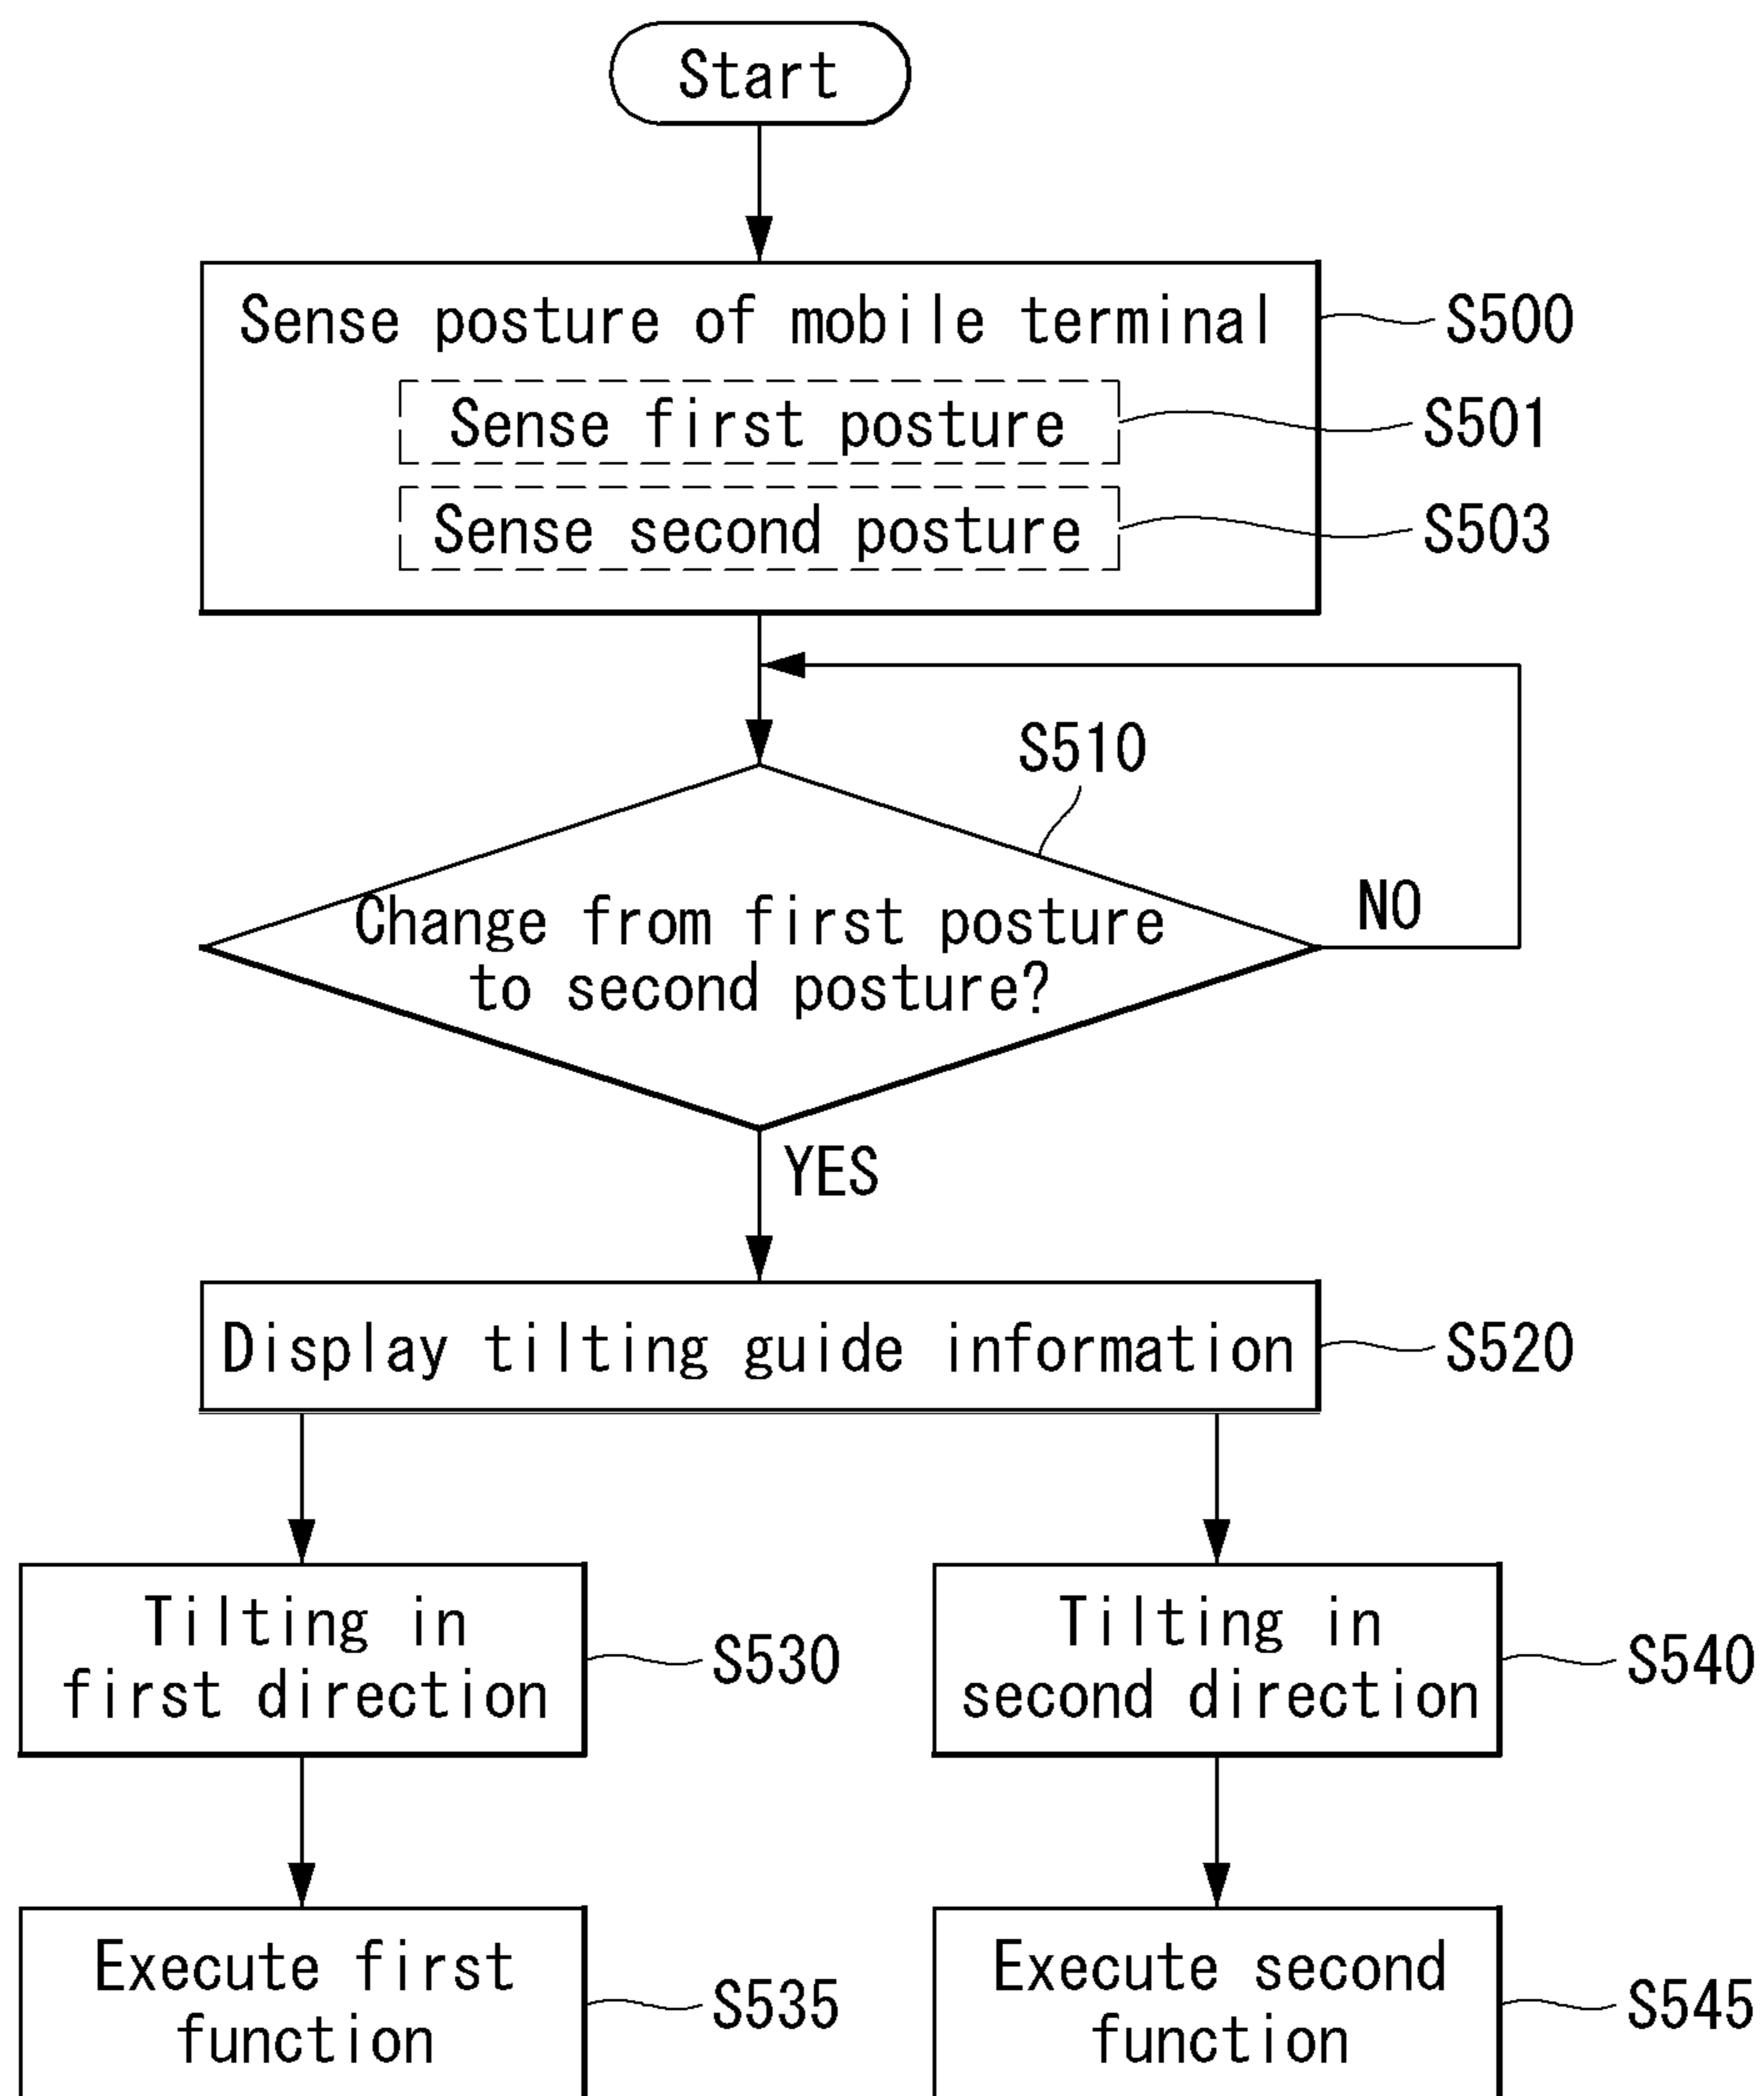 Start
Sense posture of mobile terminal
S500
Sense first posture
S501
Sense second posture
S503
S510
Change from first posture
to second posture?
NO
YES
Display tilting guide information
S520
Tilting in
first direction
S530
Tilting in
second direction
S540
Execute first
function
S535
Execute second
function
S545